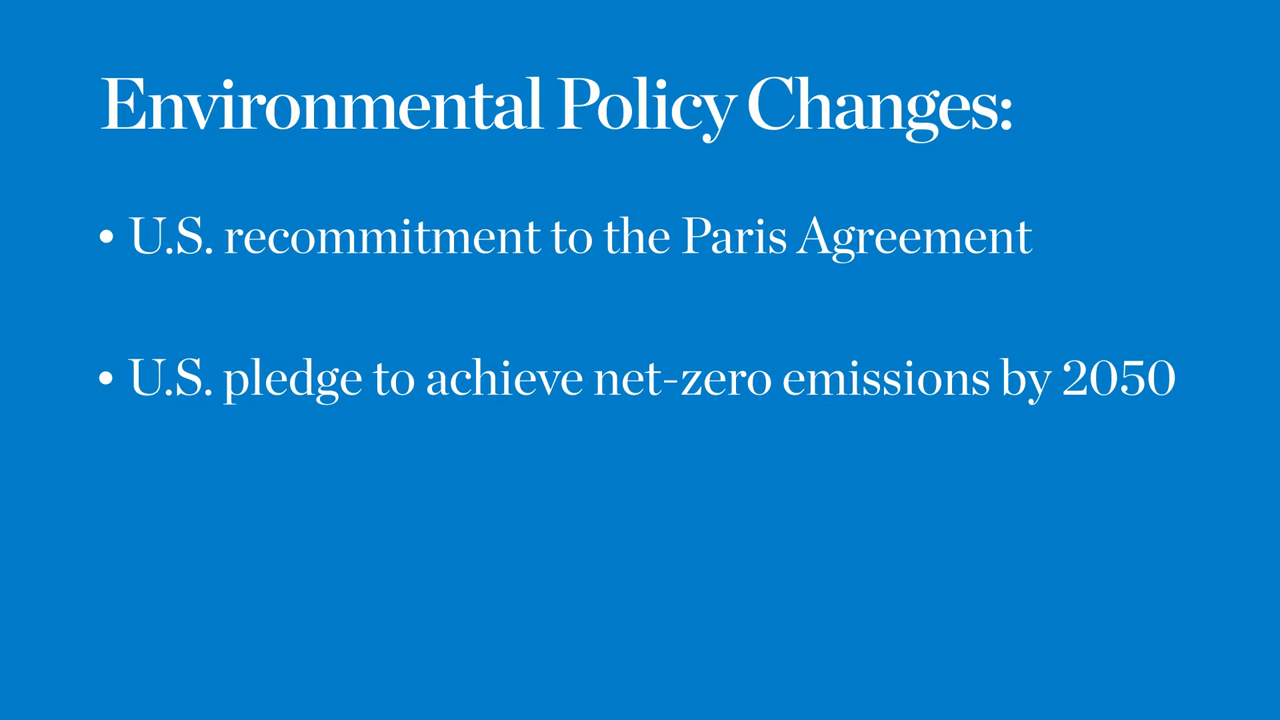 Environmental Policy Changes:
• U.S. recommitment to the Paris Agreement
• U.S. pledge to achieve net-zero emissions by 2050